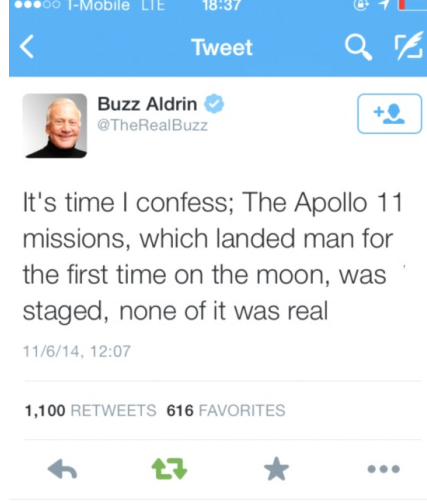 T-Mobile LTE 18:37
Tweet
Buzz Aldrin
@TheRealBuzz
It's time I confess; The Apollo 11
missions, which landed man for
the first time on the moon, was
staged, none of it was real
11/6/14, 12:07
1,100 RETWEETS 616 FAVORITES